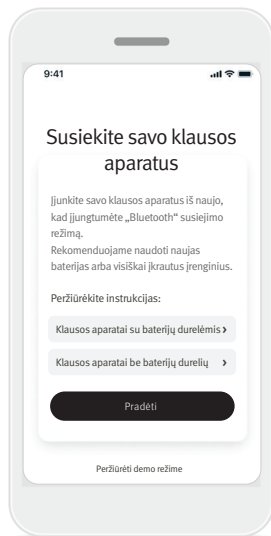 9:41
Susiekite savo klausos
aparatus
Įjunkite savo klausos aparatus iš naujo,
kad įjungtumėte „Bluetooth“ susiejimo
režimą.
Rekomenduojame naudoti naujas
baterijas arba visiškai įkrautus įrenginius.
Peržiūrėkite instrukcijas:
Klausos aparatai su baterijų durelėmis
Klausos aparatai be baterijų durelių
Pradėti
Peržiūrėti demo režime